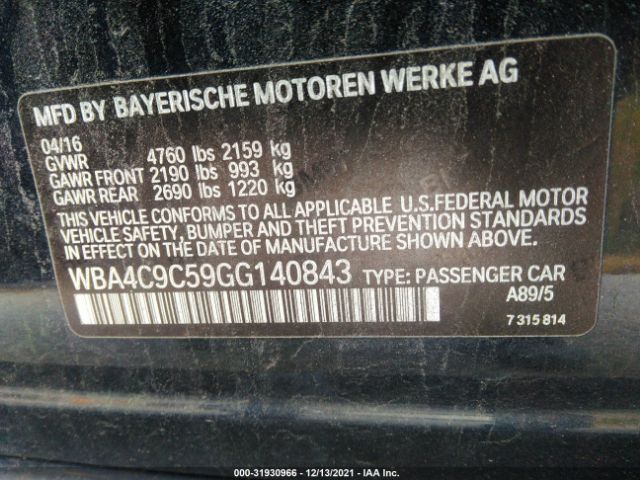 MFD BY BAYERISCHE MOTOREN WERKE AG
04/16
GVWR 4760 lbs 2159 kg
GAWR FRONT 2190 lbs 993 kg
GAWR REAR 2690 lbs 1220 kg
THIS VEHICLE CONFORMS TO ALL APPLICABLE U.S.FEDERAL MOTOR
VEHICLE SAFETY, BUMPER AND THEFT PREVENTION STANDARDS
IN EFFECT ON THE DATE OF MANUFACTURE SHOWN ABOVE.
WBA4C9C59GG140843 TYPE: PASSENGER CAR
A89/5
7 315 814
000-31930966 - 12/13/2021 - IAA Inc.